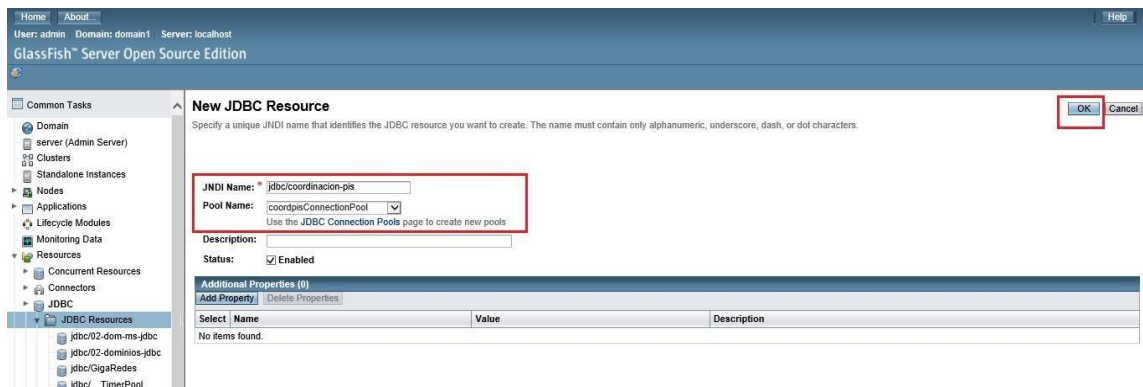 Home About... Help
User: admin Domain: domain1 Server: localhost
GlassFish™ Server Open Source Edition
Common Tasks
Domain
server (Admin Server)
Clusters
Standalone Instances
Nodes
Applications
Lifecycle Modules
Monitoring Data
Resources
Concurrent Resources
Connectors
JDBC
JDBC Resources
jdbc/02-dom-ms-jdbc
jdbc/02-dominios-jdbc
jdbc/GigaRedes
jdbc/__TimerPool
New JDBC Resource
OK Cancel
Specify a unique JNDI name that identifies the JDBC resource you want to create. The name must contain only alphanumeric, underscore, dash, or dot characters.
JNDI Name: * jdbc/coordinacion-pis
Pool Name: coordpisConnectionPool
Use the JDBC Connection Pools page to create new pools
Description:
Status: Enabled
Additional Properties (0)
Add Property Delete Properties
Select Name Value Description
No items found.